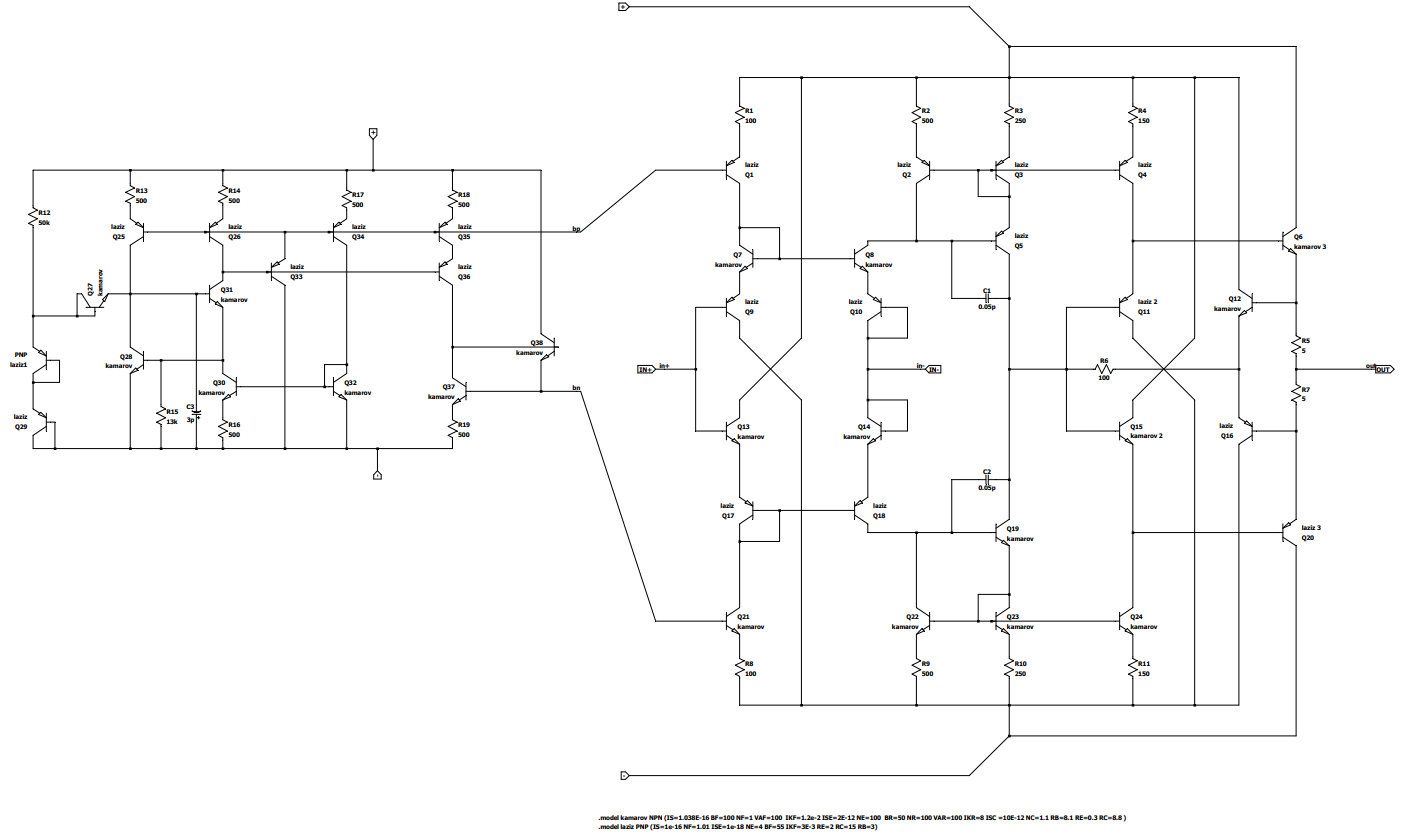 +
R1
100
R2
500
R3
250
R4
150
+
laziz
Q1
laziz
Q2
laziz
Q3
laziz
Q4
R12
50k
R13
500
R14
500
R17
500
R18
500
laziz
Q25
laziz
Q26
laziz
Q34
laziz
Q35
bp
laziz
Q5
Q6
kamarov 3
Q27
kamarov
laziz
Q33
laziz
Q36
Q7
kamarov
Q8
kamarov
Q31
kamarov
C1
0.05p
laziz
Q9
laziz
Q10
laziz 2
Q11
Q12
kamarov
PNP
laziz1
Q28
kamarov
Q38
kamarov
R5
5
IN+
in+
in-
IN-
R6
100
out
OUT
Q30
kamarov
Q32
kamarov
Q37
kamarov
bn
R7
5
laziz
Q29
R15
13k
C3
3p
R16
500
R19
500
Q13
kamarov
Q14
kamarov
Q15
kamarov 2
laziz
Q16
-
C2
0.05p
laziz
Q17
laziz
Q18
Q19
kamarov
laziz 3
Q20
Q21
kamarov
Q22
kamarov
Q23
kamarov
Q24
kamarov
R8
100
R9
500
R10
250
R11
150
-
.model kamarov NPN (IS=1.038E-16 BF=100 NF=1 VAF=100 IKF=1.2e-2 ISE=2E-12 NE=100 BR=50 NR=100 VAR=100 IKR=8 ISC =10E-12 NC=1.1 RB=8.1 RE=0.3 RC=8.8 )
.model laziz PNP (IS=1e-16 NF=1.01 ISE=1e-18 NE=4 BF=55 IKF=3E-3 RE=2 RC=15 RB=3)